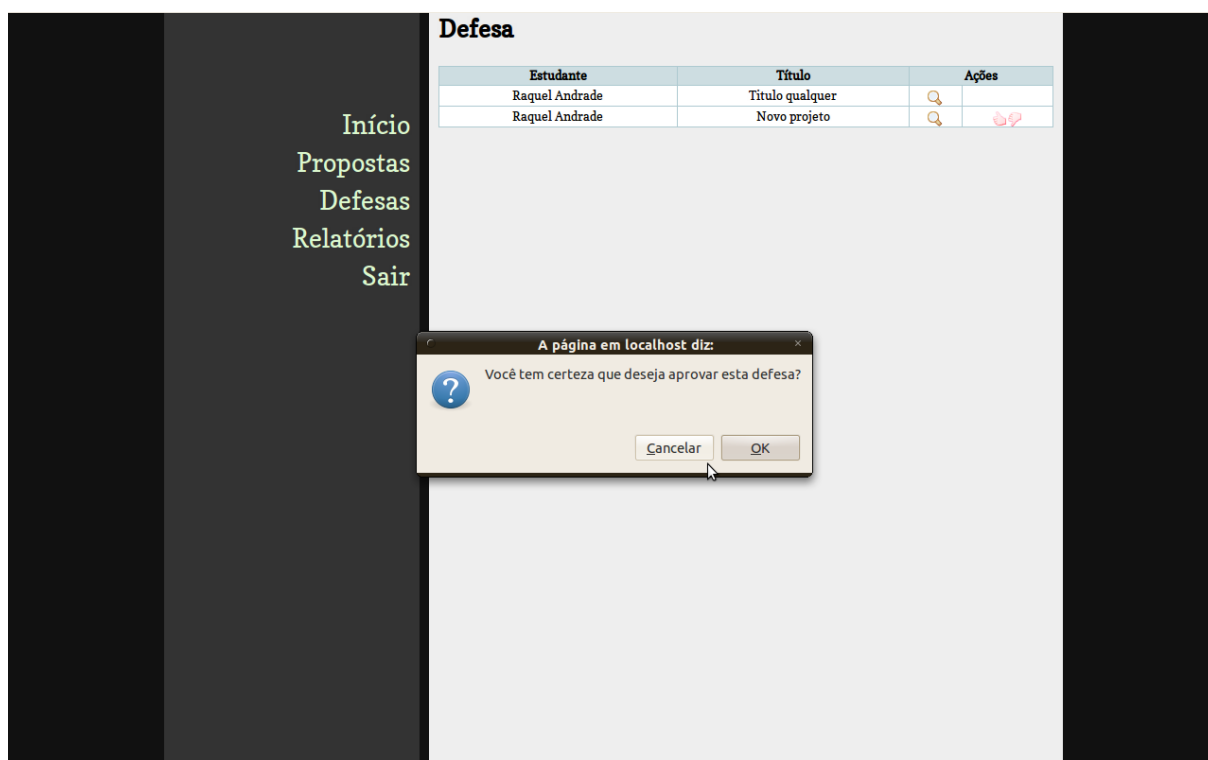 Defesa
Estudante Título Ações
Raquel Andrade Titulo qualquer
Raquel Andrade Novo projeto
Início
Propostas
Defesas
Relatórios
Sair
A página em localhost diz:
Você tem certeza que deseja aprovar esta defesa?
Cancelar OK